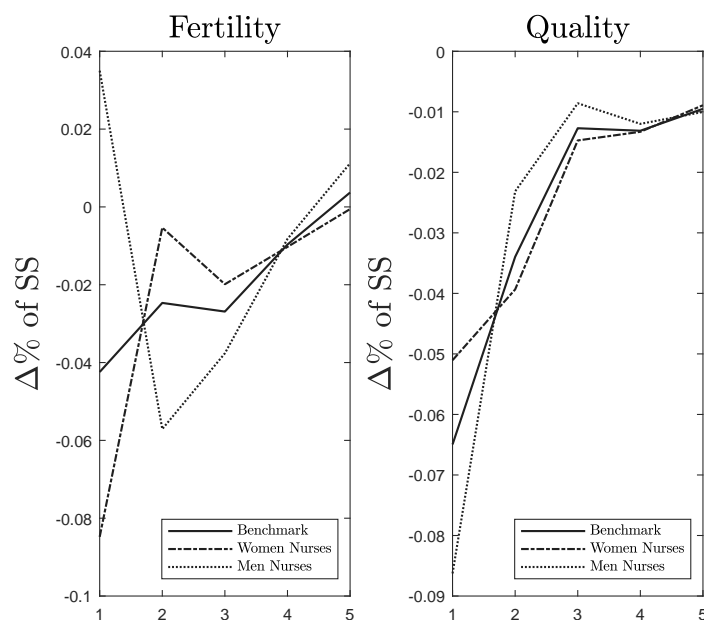 Fertility
Δ% of SS
0.04
0.02
0
-0.02
-0.04
-0.06
-0.08
-0.1
1 2 3 4 5
Benchmark
Women Nurses
Men Nurses
Quality
Δ% of SS
0
-0.01
-0.02
-0.03
-0.04
-0.05
-0.06
-0.07
-0.08
-0.09
1 2 3 4 5
Benchmark
Women Nurses
Men Nurses